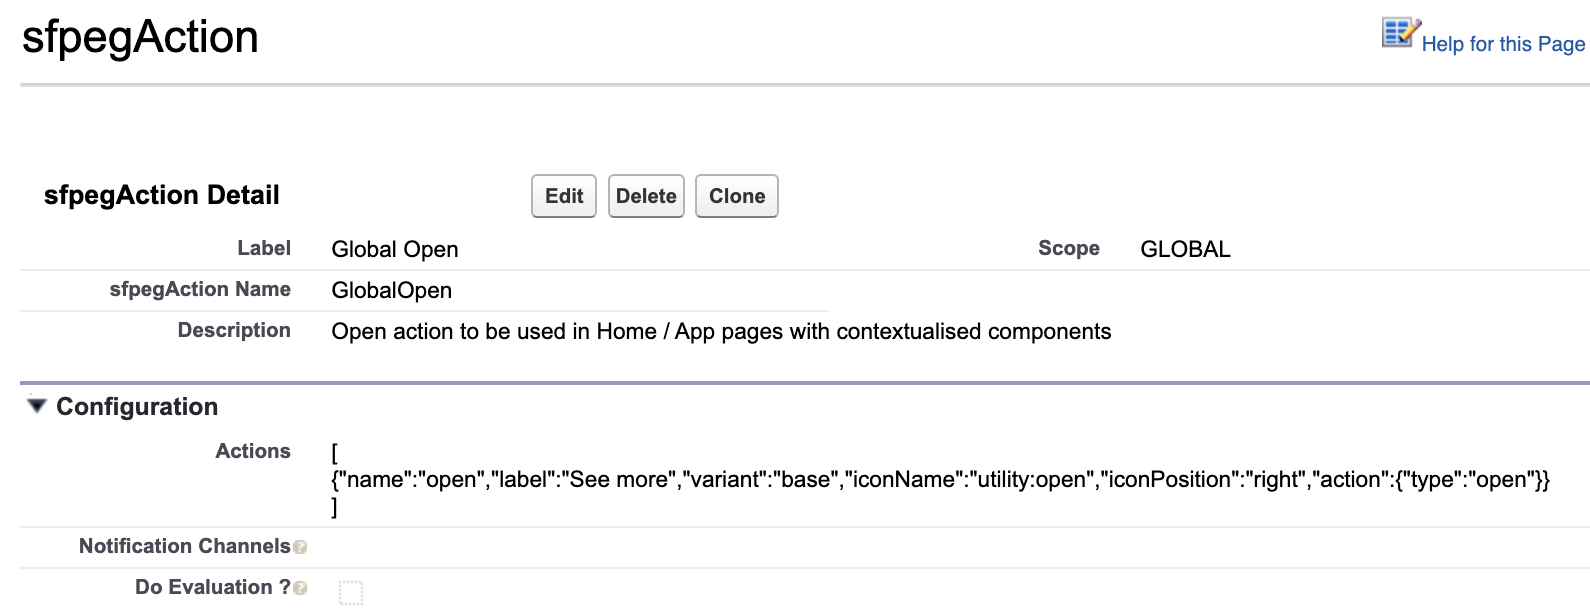 sfpegAction
Help for this Page
sfpegAction Detail
Edit Delete Clone
Label Global Open Scope GLOBAL
sfpegAction Name GlobalOpen
Description Open action to be used in Home / App pages with contextualised components
Configuration
Actions [
{"name":"open","label":"See more","variant":"base","iconName":"utility:open","iconPosition":"right","action":{"type":"open"}}
]
Notification Channels ?
Do Evaluation ? ?